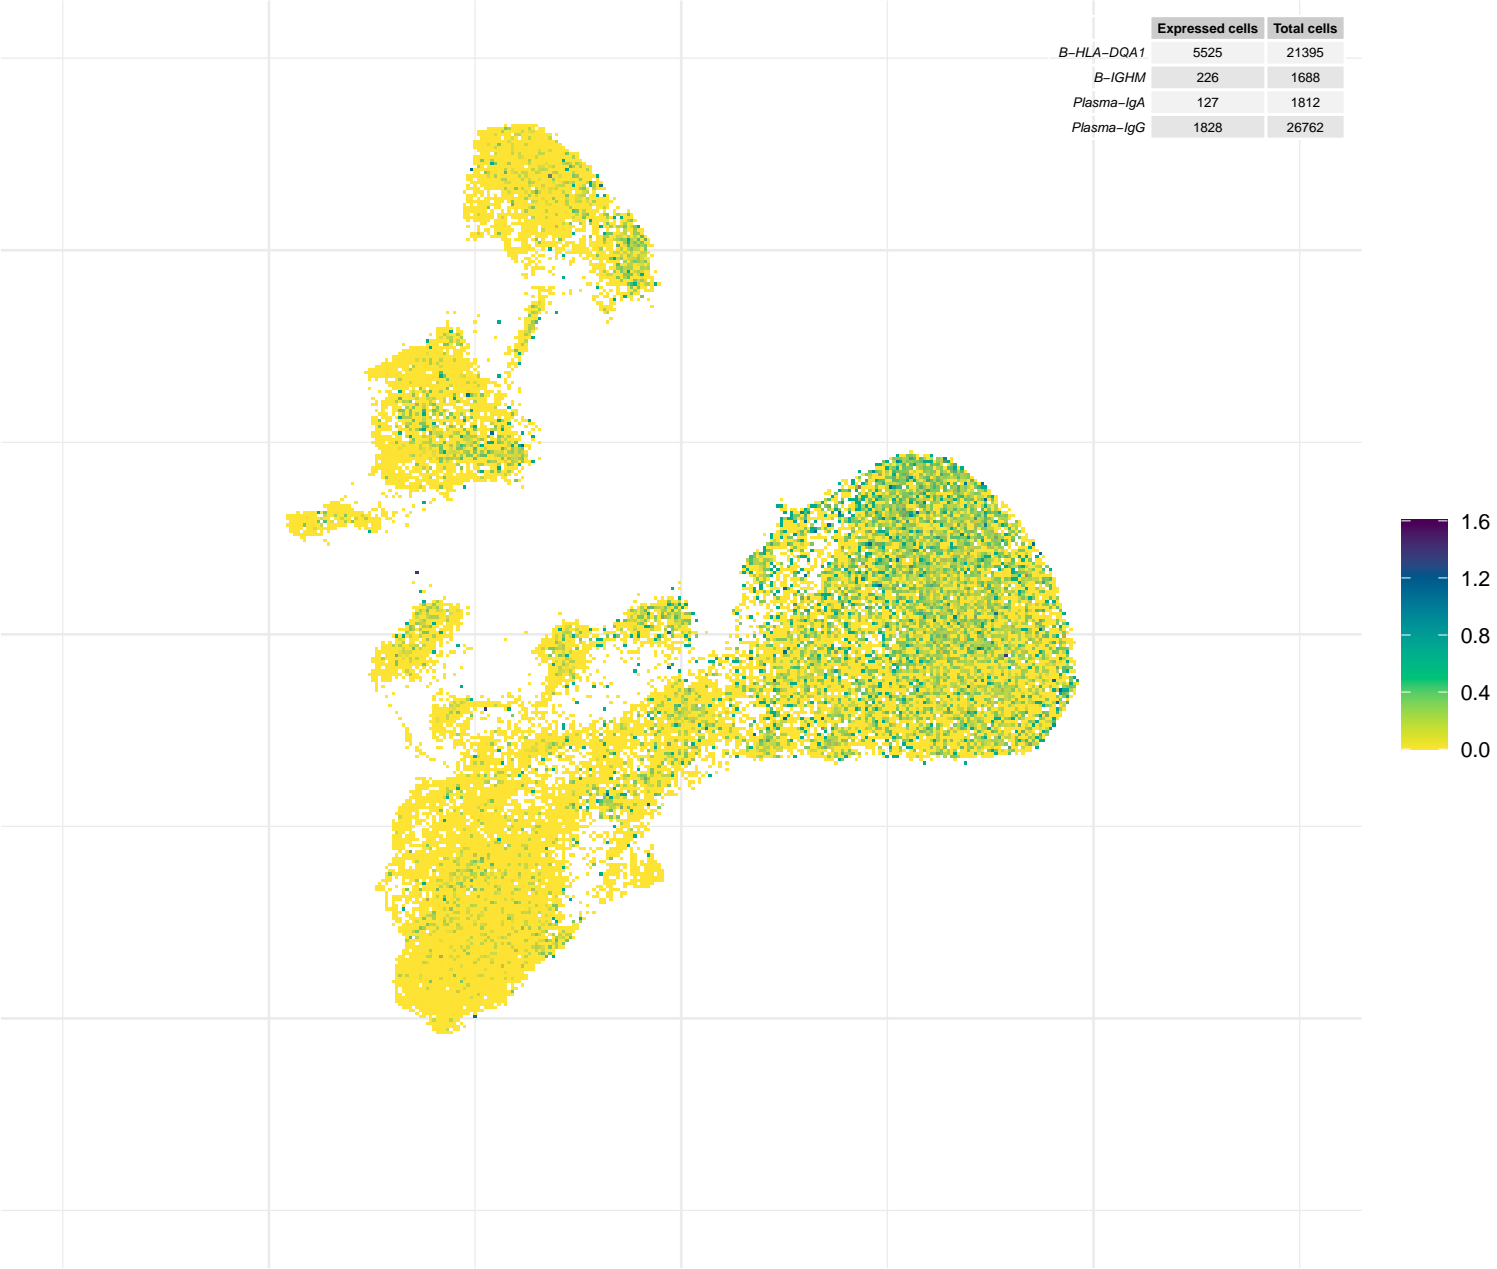 Expressed cells Total cells
B−HLA−DQA1 5525 21395
B−IGHM 226 1688
Plasma−IgA 127 1812
Plasma−IgG 1828 26762
1.6
1.2
0.8
0.4
0.0